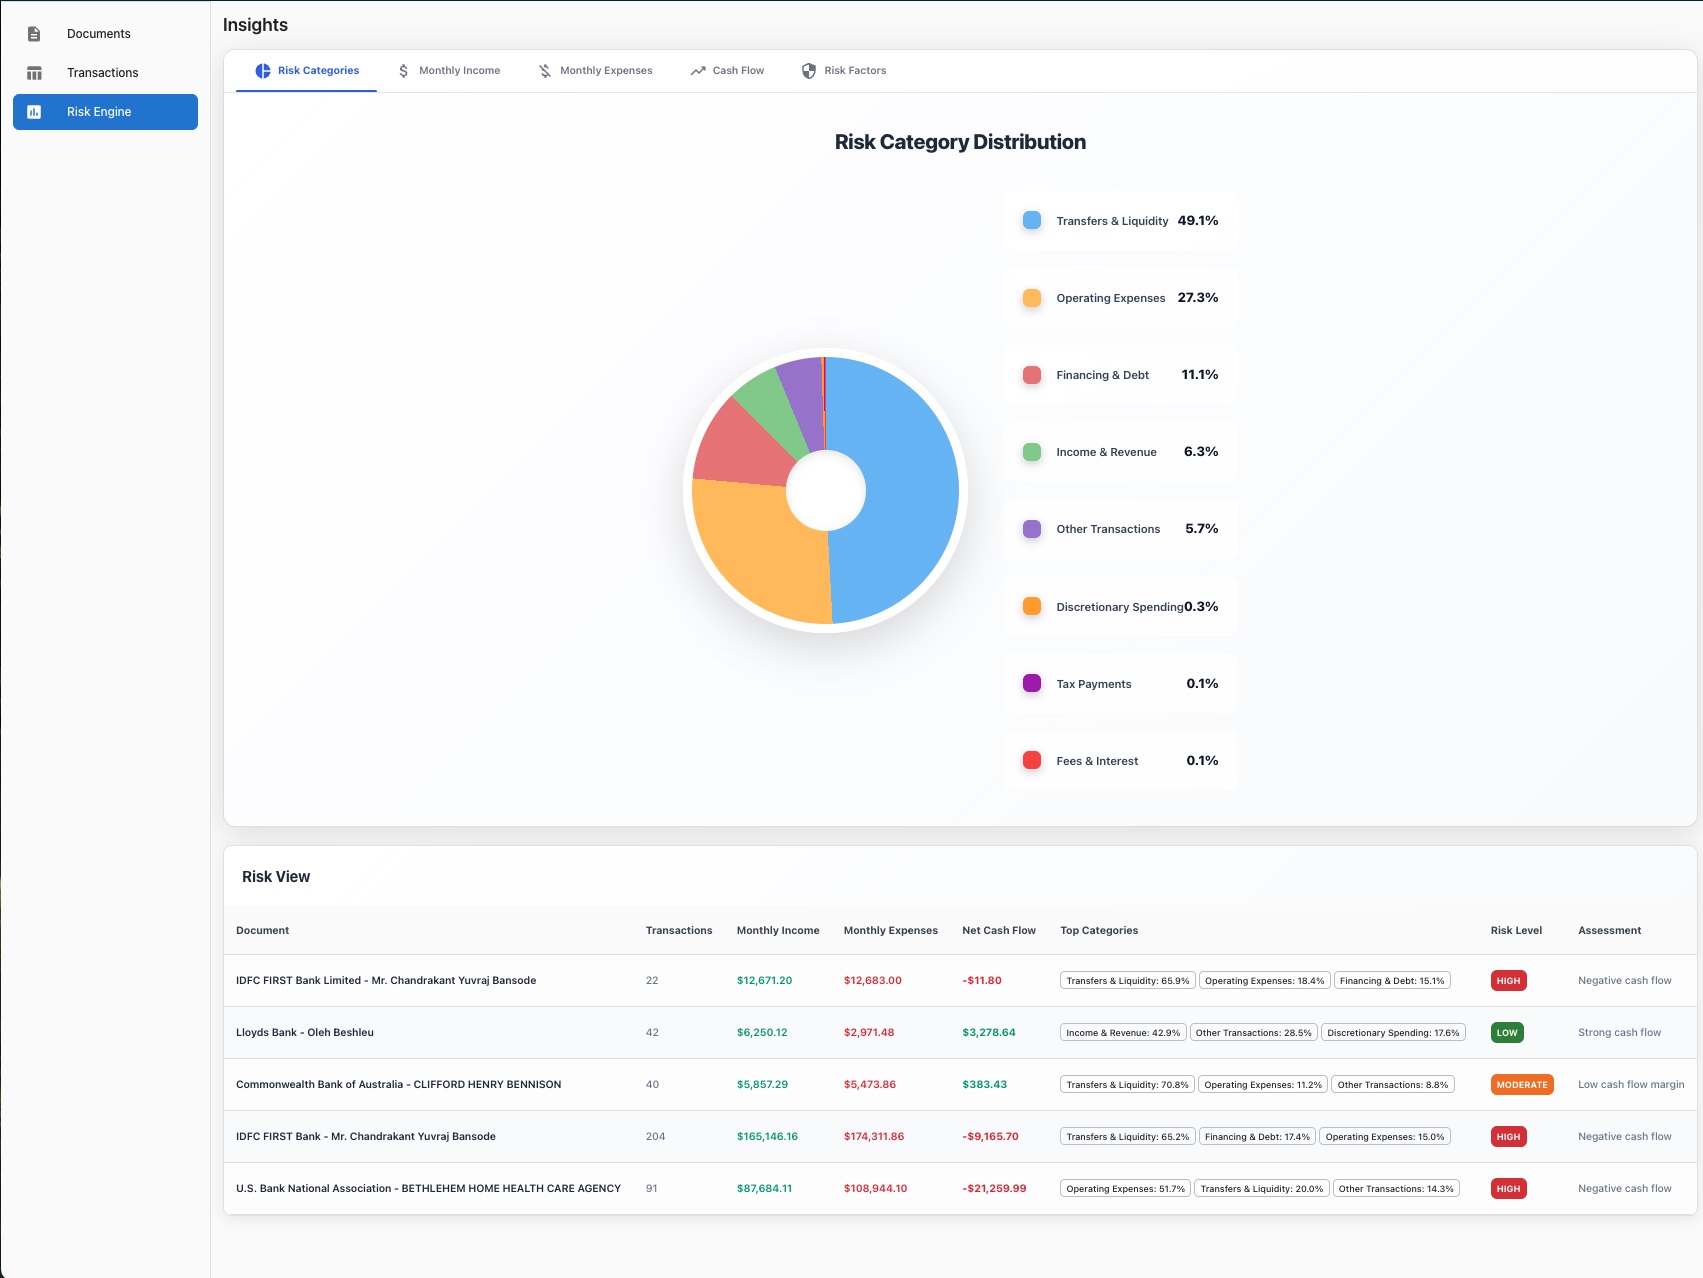 Documents
Transactions
Risk Engine
Insights
Risk Categories
Monthly Income
Monthly Expenses
Cash Flow
Risk Factors
Risk Category Distribution
Transfers & Liquidity 49.1%
Operating Expenses 27.3%
Financing & Debt 11.1%
Income & Revenue 6.3%
Other Transactions 5.7%
Discretionary Spending 0.3%
Tax Payments 0.1%
Fees & Interest 0.1%
Risk View
Document Transactions Monthly Income Monthly Expenses Net Cash Flow Top Categories Risk Level Assessment
IDFC FIRST Bank Limited - Mr. Chandrakant Yuvraj Bansode 22 $12,671.20 $12,683.00 -$11.80 Transfers & Liquidity: 65.9% Operating Expenses: 18.4% Financing & Debt: 15.1% HIGH Negative cash flow
Lloyds Bank - Oleh Beshleu 42 $6,250.12 $2,971.48 $3,278.64 Income & Revenue: 42.9% Other Transactions: 28.5% Discretionary Spending: 17.6% LOW Strong cash flow
Commonwealth Bank of Australia - CLIFFORD HENRY BENNISON 40 $5,857.29 $5,473.86 $383.43 Transfers & Liquidity: 70.8% Operating Expenses: 11.2% Other Transactions: 8.8% MODERATE Low cash flow margin
IDFC FIRST Bank - Mr. Chandrakant Yuvraj Bansode 204 $165,146.16 $174,311.86 -$9,165.70 Transfers & Liquidity: 65.2% Financing & Debt: 17.4% Operating Expenses: 15.0% HIGH Negative cash flow
U.S. Bank National Association - BETHLEHEM HOME HEALTH CARE AGENCY 91 $87,684.11 $108,944.10 -$21,259.99 Operating Expenses: 51.7% Transfers & Liquidity: 20.0% Other Transactions: 14.3% HIGH Negative cash flow